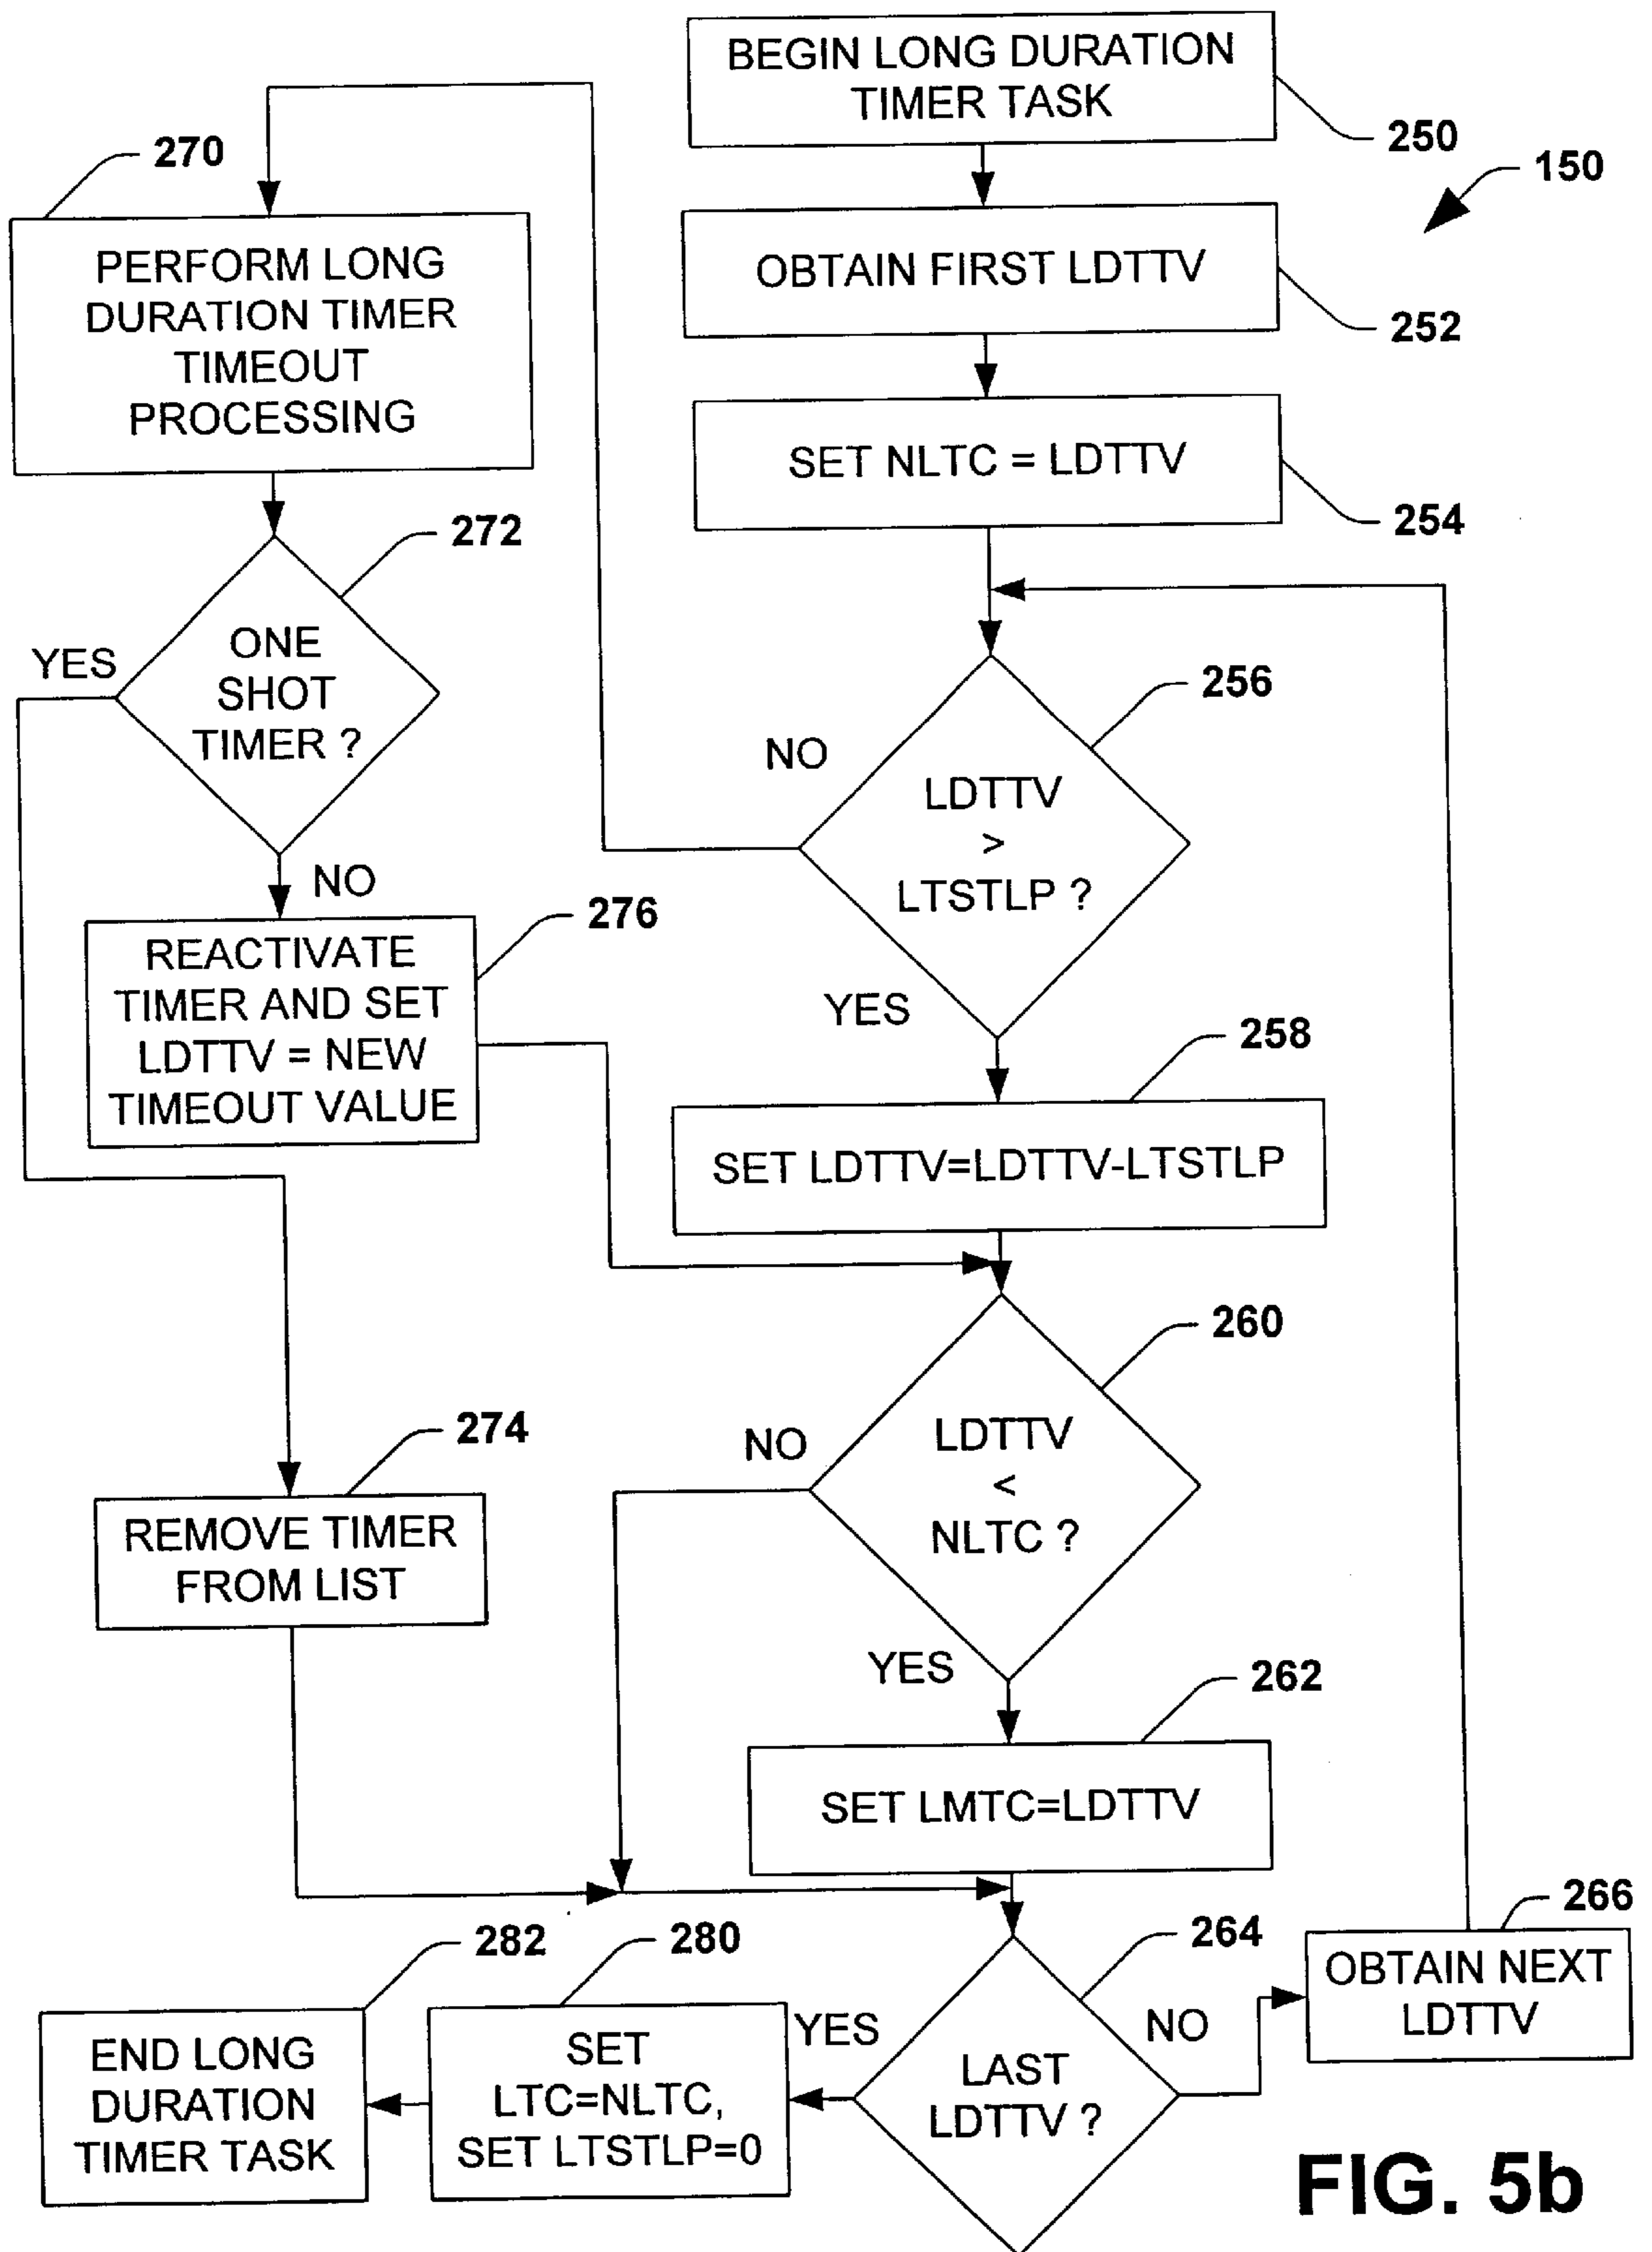 BEGIN LONG DURATION
TIMER TASK
250
150
270
PERFORM LONG
DURATION TIMER
TIMEOUT
PROCESSING
OBTAIN FIRST LDTTV
252
SET NLTC = LDTTV
254
272
ONE
SHOT
TIMER ?
YES
NO
256
LDTTV
>
LTSTLP ?
NO
YES
276
REACTIVATE
TIMER AND SET
LDTTV = NEW
TIMEOUT VALUE
258
SET LDTTV=LDTTV-LTSTLP
260
LDTTV
<
NLTC ?
NO
YES
274
REMOVE TIMER
FROM LIST
262
SET LMTC=LDTTV
264
LAST
LDTTV ?
YES
NO
266
OBTAIN NEXT
LDTTV
280
SET
LTC=NLTC,
SET LTSTLP=0
282
END LONG
DURATION
TIMER TASK
FIG. 5b